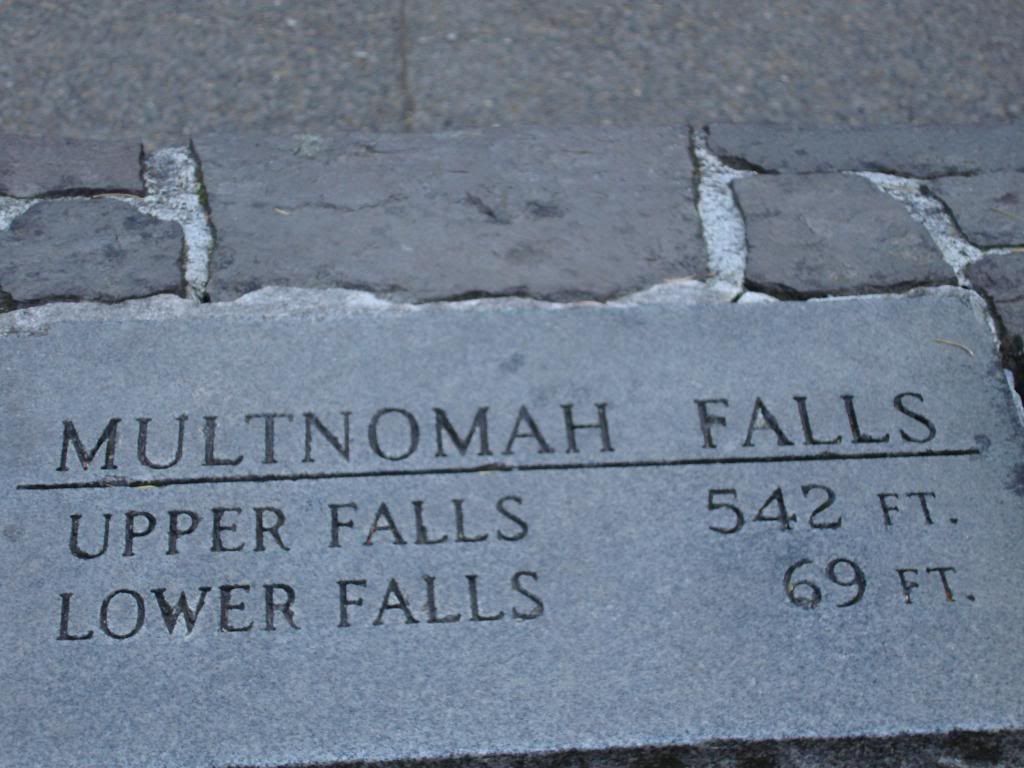 MULTNOMAH FALLS
UPPER FALLS 542 FT.
LOWER FALLS 69 FT.